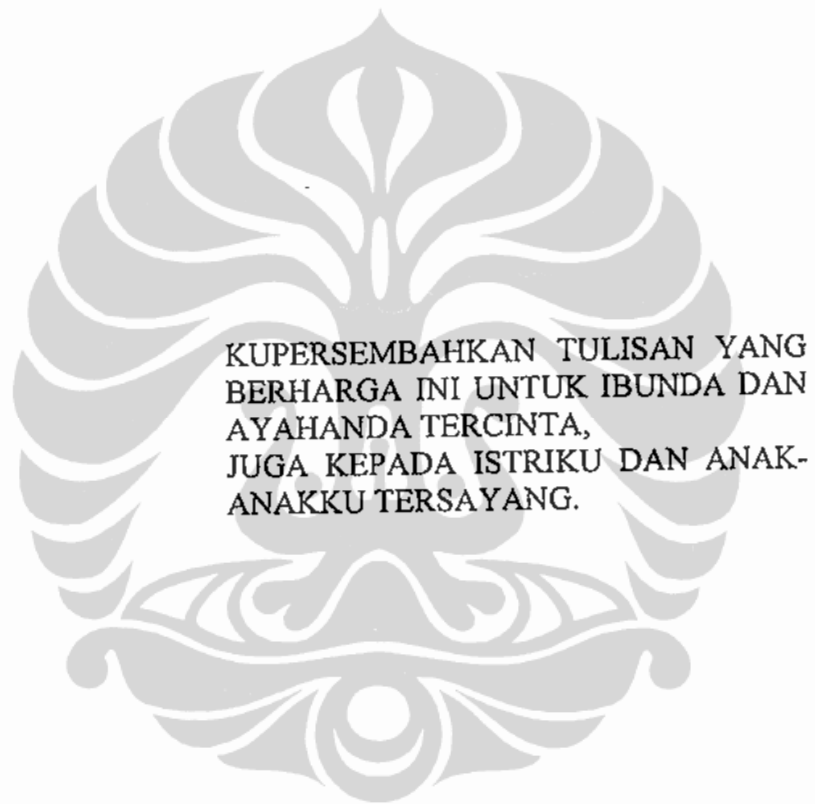 KUPERSEMBAHKAN TULISAN YANG
BERHARGA INI UNTUK IBUNDA DAN
AYAHANDA TERCINTA,
JUGA KEPADA ISTRIKU DAN ANAK-
ANAKKU TERSAYANG.